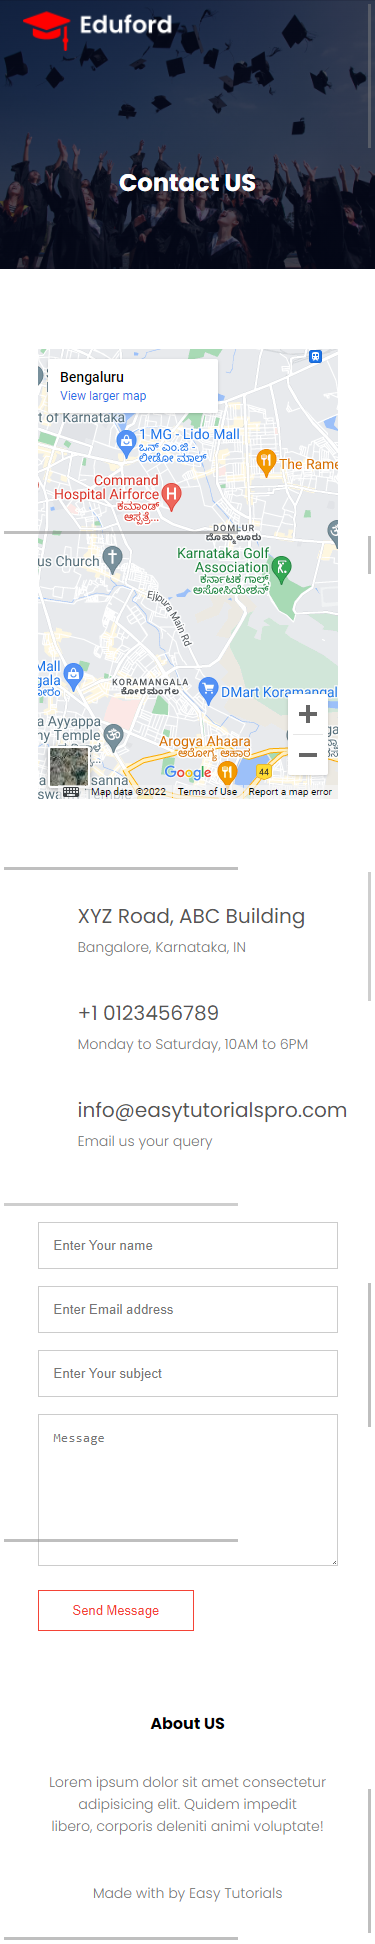 Eduford
Contact US
Bengaluru
View larger map
t of Karnataka
1 MG - Lido Mall
ಒನ್ ಎಂ.ಜಿ -
ಲೀಡೋ ಮಾಲ್
The Rame
Command
Hospital Airforce
ಕಮಾಂಡ್
ಆಸ್ಪತ್ರೆ...
DOMLUR
ದೊಮ್ಮಲೂರು
us Church
Karnataka Golf
Association
ಕರ್ನಾಟಕ ಗಾಲ್ಫ್
ಅಸೋಸಿಯೇಶನ್
Ejipura Main Rd
Mall
gala
ೇರಂ
KORAMANGALA
ಕೋರಮಂಗಲ
DMart Koramangal
a Ayyappa
ny Temple
Arogya Ahaara
ಆರೋಗ್ಯ ಆಹಾರ
Google
44
Map data ©2022
Terms of Use
Report a map error
XYZ Road, ABC Building
Bangalore, Karnataka, IN
+1 0123456789
Monday to Saturday, 10AM to 6PM
info@easytutorialspro.com
Email us your query
Enter Your name
Enter Email address
Enter Your subject
Message
Send Message
About US
Lorem ipsum dolor sit amet consectetur
adipisicing elit. Quidem impedit
libero, corporis deleniti animi voluptate!
Made with by Easy Tutorials